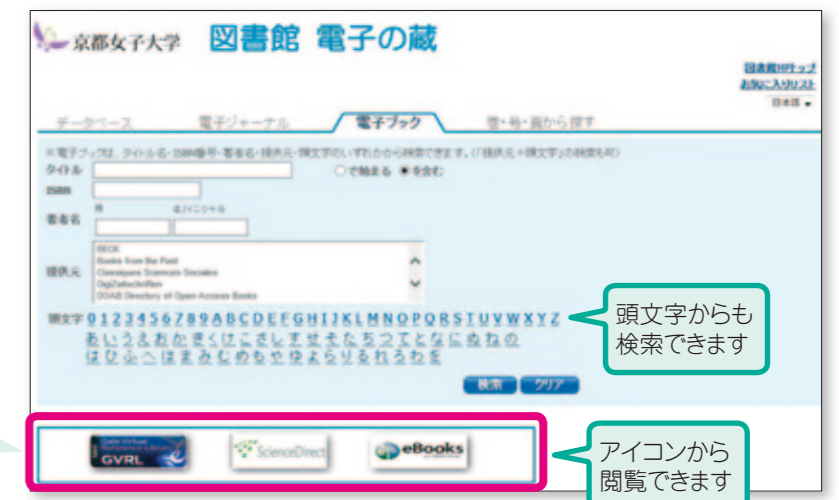 京都女子大学 図書館 電子の蔵
図書館HPトップ
お気に入りリスト
日本語
データベース 電子ジャーナル 電子ブック 巻・号・頁から探す
※電子ブックは、タイトル名・ISBN番号・著者名・提供元・頭文字のいずれかから検索できます。(「提供元+頭文字」の検索も可)
タイトル で始まる を含む
ISBN
姓 名/イニシャル
著者名
BECK
Books from the Past
提供元 Classiques Sciences Sociales
DigiZeitschriften
DOAB Directory of Open Access Books
頭文字 0 1 2 3 4 5 6 7 8 9 A B C D E F G H I J K L M N O P Q R S T U V W X Y Z
あ い う え お か き く け こ さ し す せ そ た ち つ て と な に ぬ ね の
は ひ ふ へ ほ ま み む め も や ゆ よ ら り る れ ろ わ を
検索 クリア
頭文字からも
検索できます
Gale Virtual Reference Library
GVRL ScienceDirect eBooks
アイコンから
閲覧できます